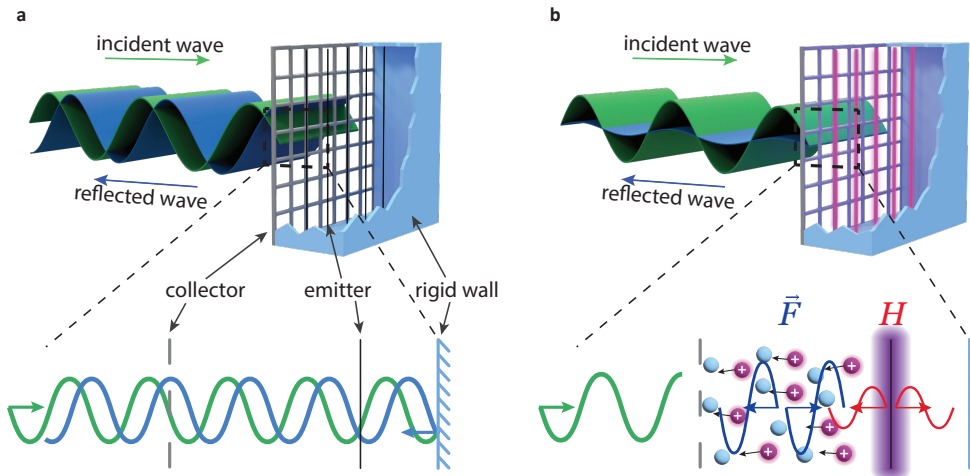 a
incident wave
reflected wave
collector
emitter
rigid wall
b
incident wave
reflected wave
F⃗
H
+
+
+
+
+
+